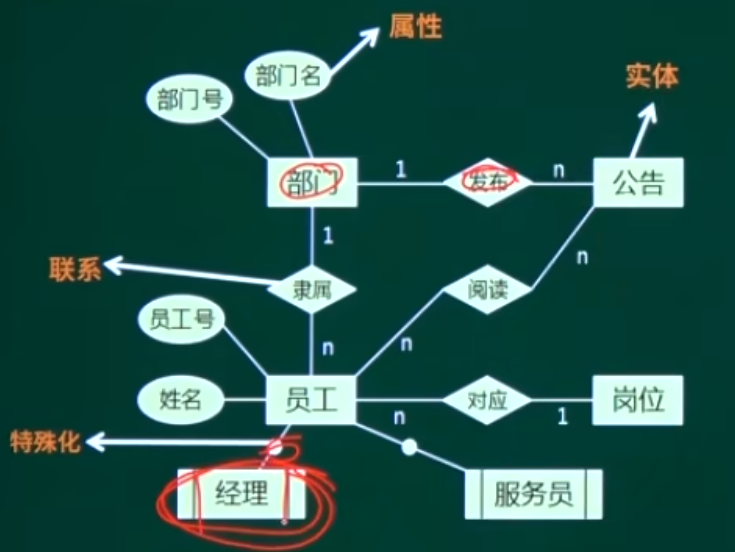 属性
部门名
实体
部门号
部门
1
发布
n
公告
1
联系
隶属
阅读
n
员工号
n
n
姓名
员工
对应
岗位
n
1
特殊化
经理
服务员